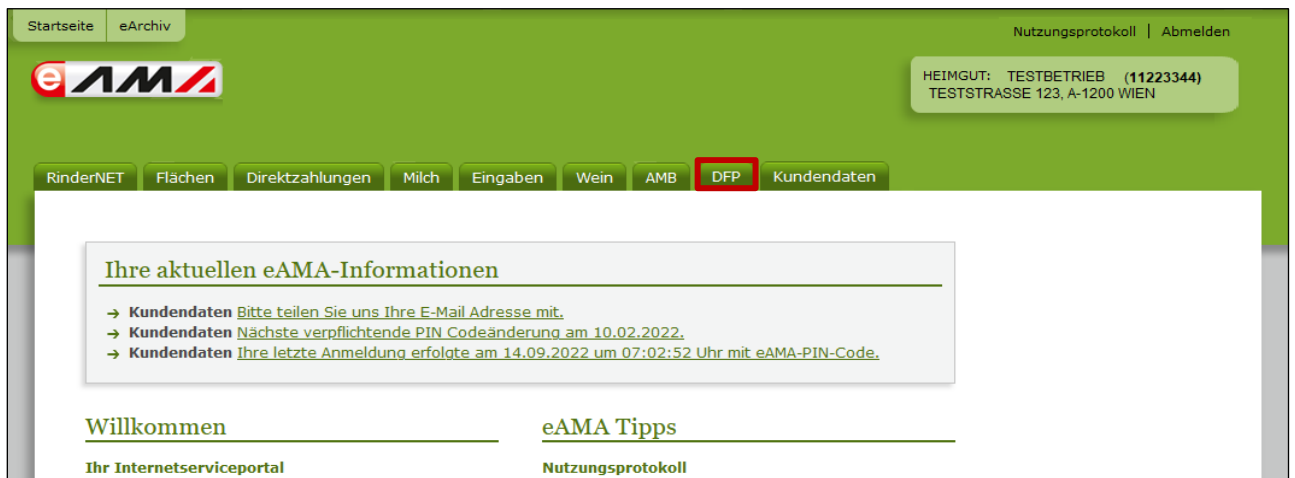 Startseite eArchiv
Nutzungsprotokoll | Abmelden
e AMA
HEIMGUT: TESTBETRIEB (11223344)
TESTSTRASSE 123, A-1200 WIEN
RinderNET Flächen Direktzahlungen Milch Eingaben Wein AMB DFP Kundendaten
Ihre aktuellen eAMA-Informationen
→ Kundendaten Bitte teilen Sie uns Ihre E-Mail Adresse mit.
→ Kundendaten Nächste verpflichtende PIN Codeänderung am 10.02.2022.
→ Kundendaten Ihre letzte Anmeldung erfolgte am 14.09.2022 um 07:02:52 Uhr mit eAMA-PIN-Code.
Willkommen
Ihr Internetserviceportal
eAMA Tipps
Nutzungsprotokoll